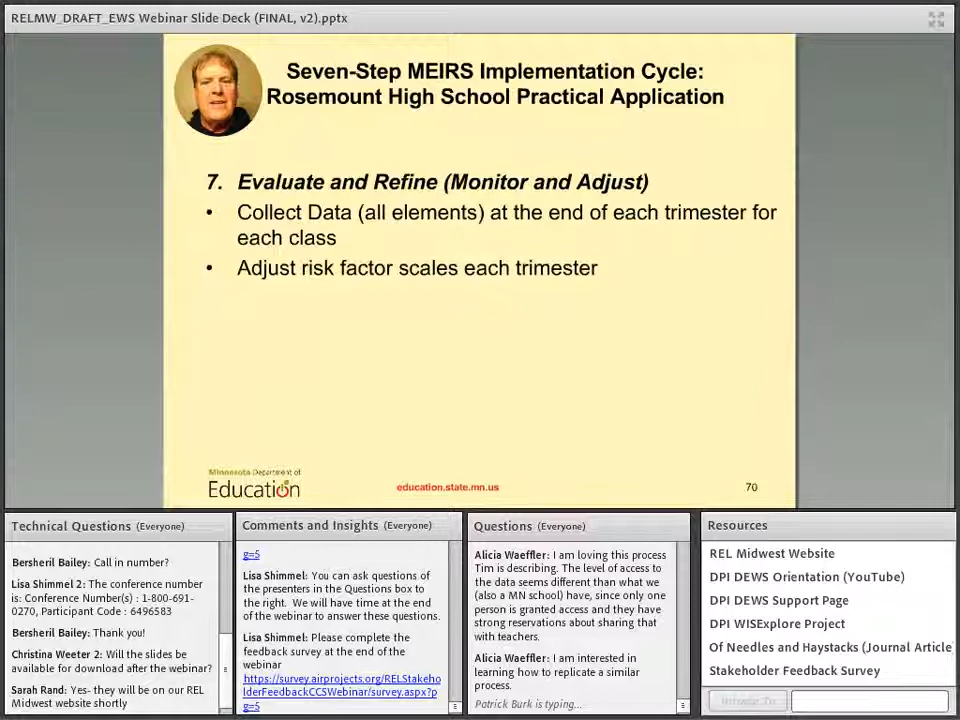 RELMW_DRAFT_EWS Webinar Slide Deck (FINAL, v2).pptx
Seven-Step MEIRS Implementation Cycle:
Rosemount High School Practical Application
7. Evaluate and Refine (Monitor and Adjust)
• Collect Data (all elements) at the end of each trimester for
each class
• Adjust risk factor scales each trimester
Minnesota Department of
Education
education.state.mn.us
70
Technical Questions (Everyone)
Bersheril Bailey: Call in number?
Lisa Shimmel 2: The conference number
is: Conference Number(s) : 1-800-691-
0270, Participant Code : 6496583
Bersheril Bailey: Thank you!
Christina Weeter 2: Will the slides be
available for download after the webinar?
Sarah Rand: Yes- they will be on our REL
Midwest website shortly
Comments and Insights (Everyone)
g=5
Lisa Shimmel: You can ask questions of
the presenters in the Questions box to
the right. We will have time at the end
of the webinar to answer these questions.
Lisa Shimmel: Please complete the
feedback survey at the end of the
webinar
https://survey.airprojects.org/RELStakeho
lderFeedbackCCSWebinar/survey.aspx?p
g=5
Questions (Everyone)
Alicia Waeffler: I am loving this process
Tim is describing. The level of access to
the data seems different than what we
(also a MN school) have, since only one
person is granted access and they have
strong reservations about sharing that
with teachers.
Alicia Waeffler: I am interested in
learning how to replicate a similar
process.
Patrick Burk is typing...
Resources
REL Midwest Website
DPI DEWS Orientation (YouTube)
DPI DEWS Support Page
DPI WISExplore Project
Of Needles and Haystacks (Journal Article
Stakeholder Feedback Survey
Browse To